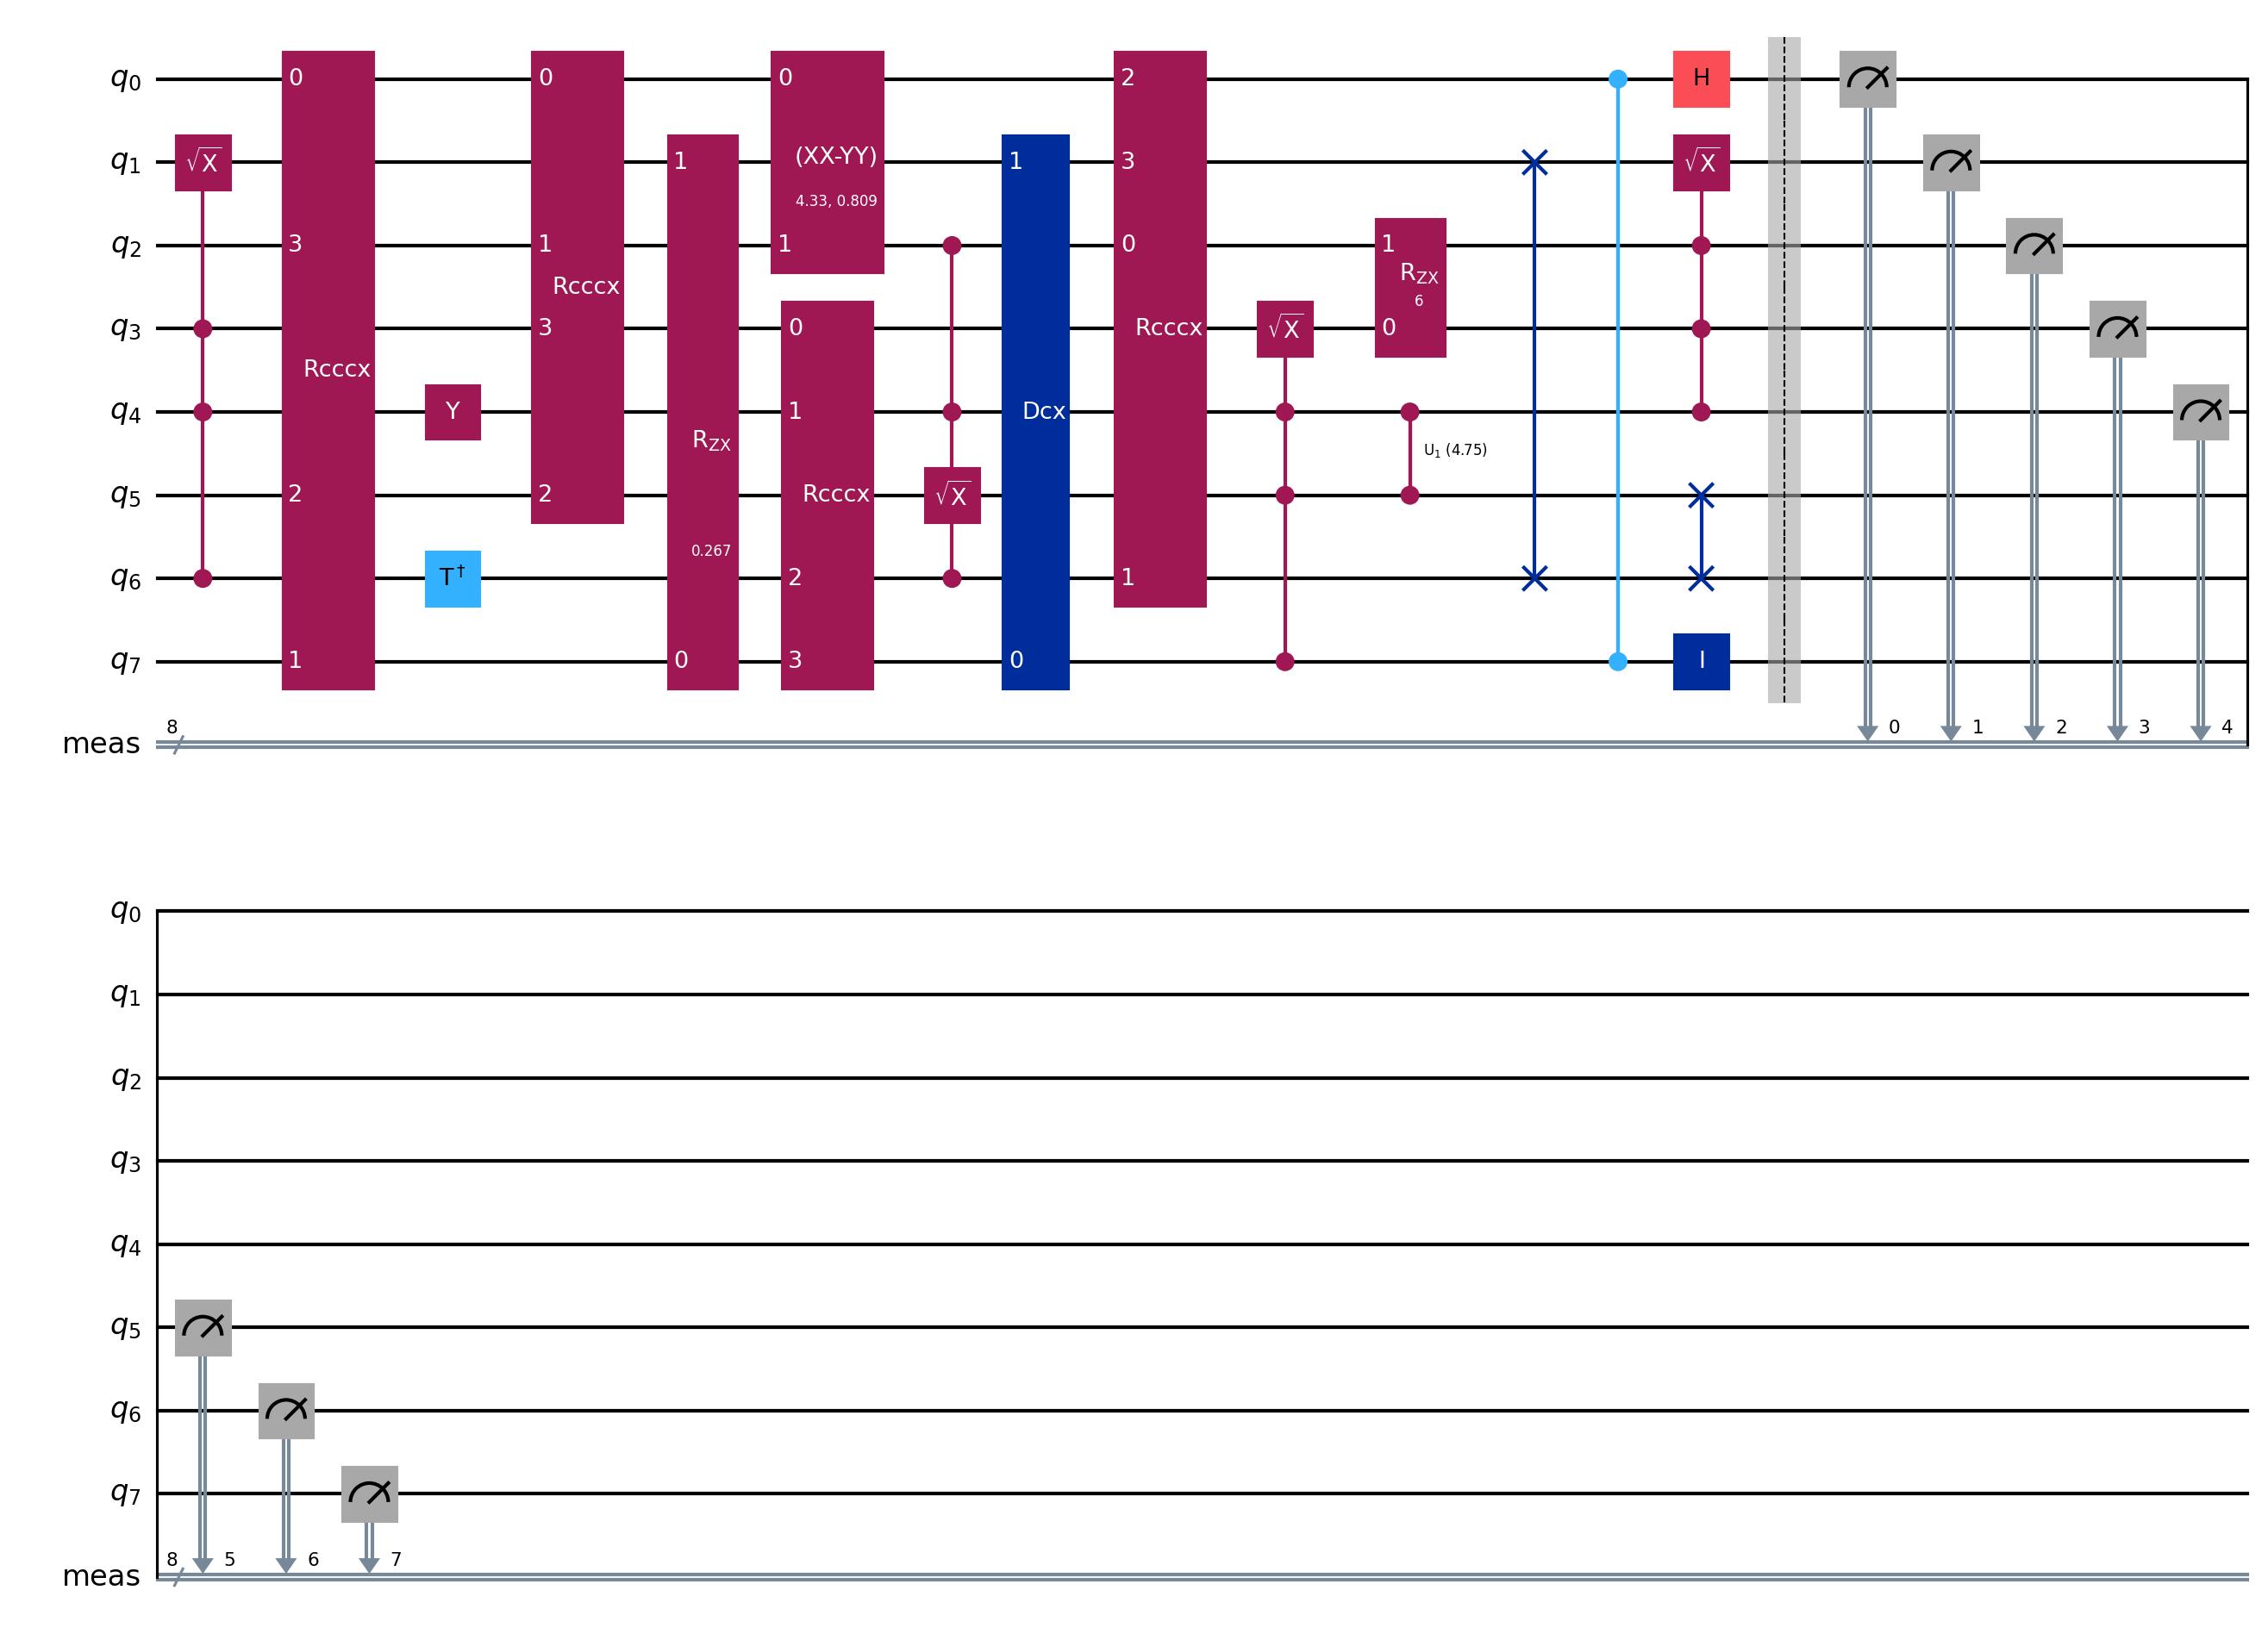 q0 0 0 0 2 H
q1 √X 1 (XX-YY) 1 3 √X
4.33, 0.809
q2 3 1 1 0 1
Rcccx RZX
6
q3 3 0 Rcccx √X 0
Rcccx
q4 Y 1 Dcx
RZX U1 (4.75)
q5 2 2 Rcccx √X
0.267
q6 T† 2 1
q7 1 0 3 0 I
8 0 1 2 3 4
meas
q0
q1
q2
q3
q4
q5
q6
q7
8 5 6 7
meas